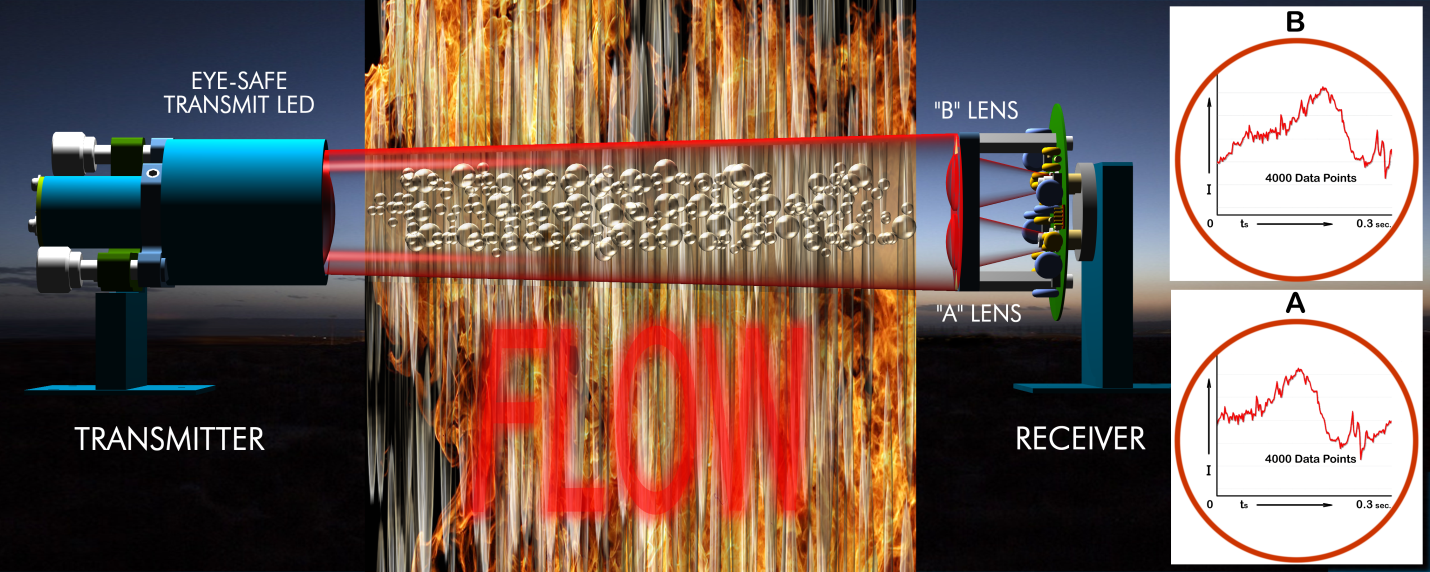 EYE-SAFE
TRANSMIT LED
TRANSMITTER
FLOW
"B" LENS
"A" LENS
RECEIVER
B
4000 Data Points
I
0
ts
0.3 sec.
A
4000 Data Points
I
0
ts
0.3 sec.